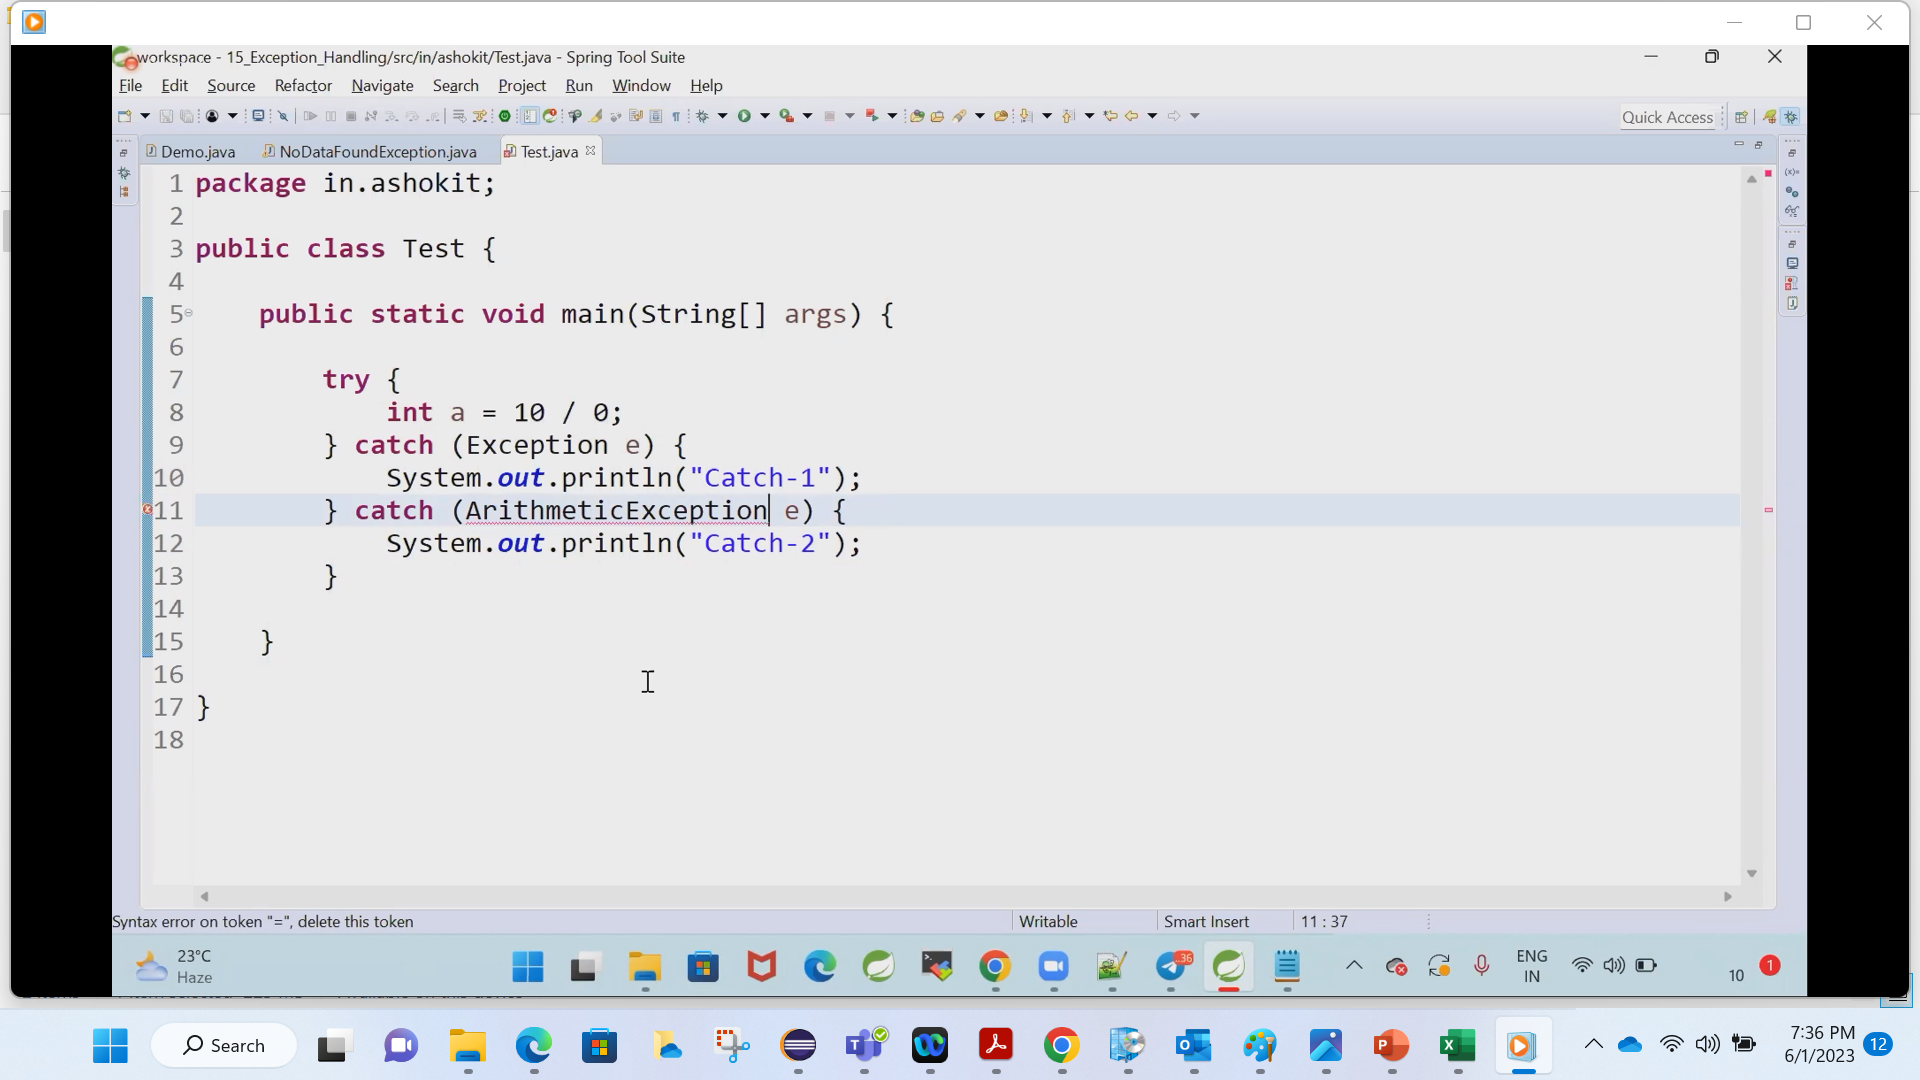 workspace - 15_Exception_Handling/src/in/ashokit/Test.java - Spring Tool Suite
File Edit Source Refactor Navigate Search Project Run Window Help
Quick Access
Demo.java NoDataFoundException.java Test.java
1 package in.ashokit;
2
3 public class Test {
4
5 public static void main(String[] args) {
6
7 try {
8 int a = 10 / 0;
9 } catch (Exception e) {
10 System.out.println("Catch-1");
11 } catch (ArithmeticException e) {
12 System.out.println("Catch-2");
13 }
14
15 }
16
17 }
18
Syntax error on token "=", delete this token Writable Smart Insert 11 : 37
23°C
Haze
36
ENG
IN
10 1
Search
7:36 PM
6/1/2023
12